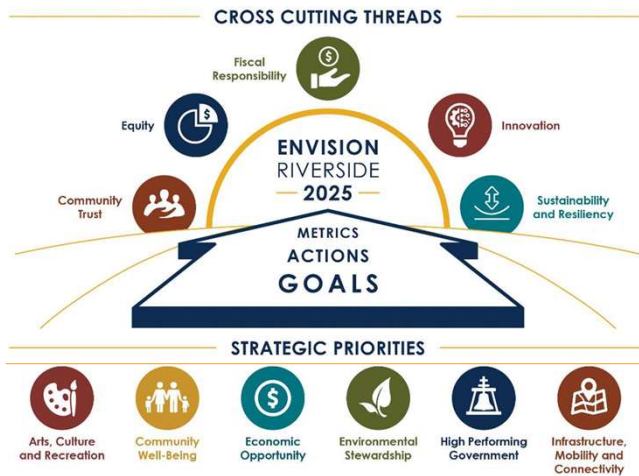 CROSS CUTTING THREADS
Fiscal
Responsibility
$
Equity
$
Innovation
ENVISION
RIVERSIDE
2025
Community
Trust
Sustainability
and Resiliency
METRICS
ACTIONS
GOALS
STRATEGIC PRIORITIES
$
Arts, Culture
and Recreation
Community
Well-Being
Economic
Opportunity
Environmental
Stewardship
High Performing
Government
Infrastructure,
Mobility and
Connectivity